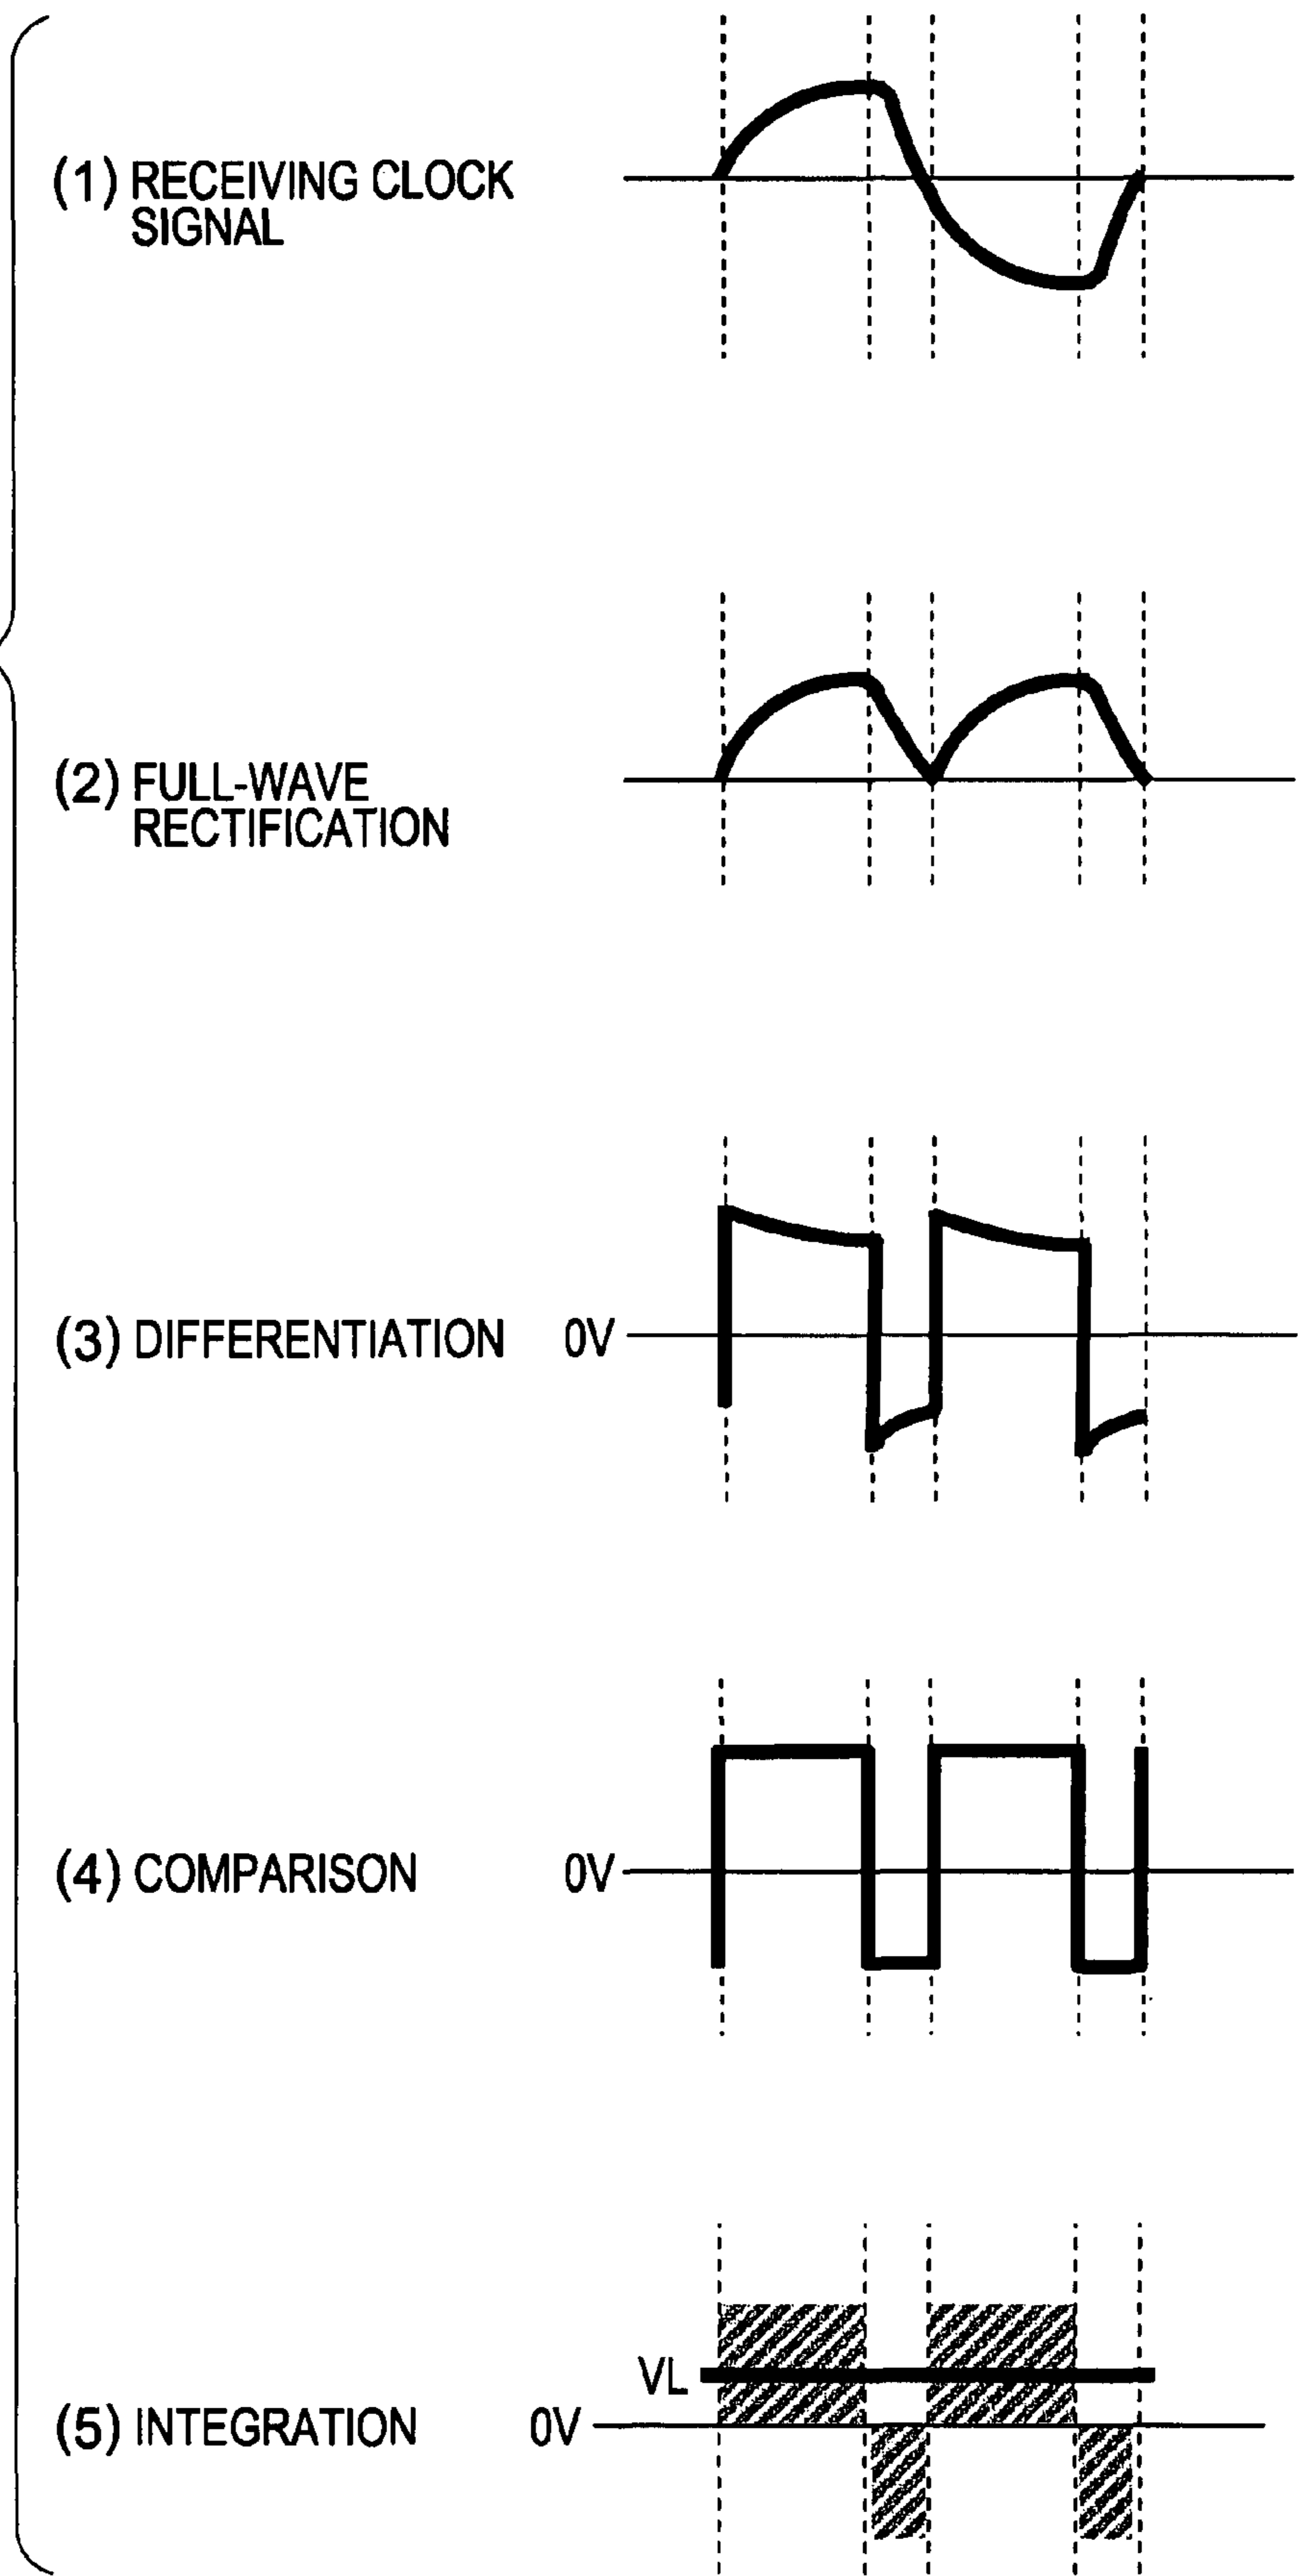 (1) RECEIVING CLOCK
SIGNAL
(2) FULL-WAVE
RECTIFICATION
(3) DIFFERENTIATION 0V
(4) COMPARISON 0V
VL
(5) INTEGRATION 0V